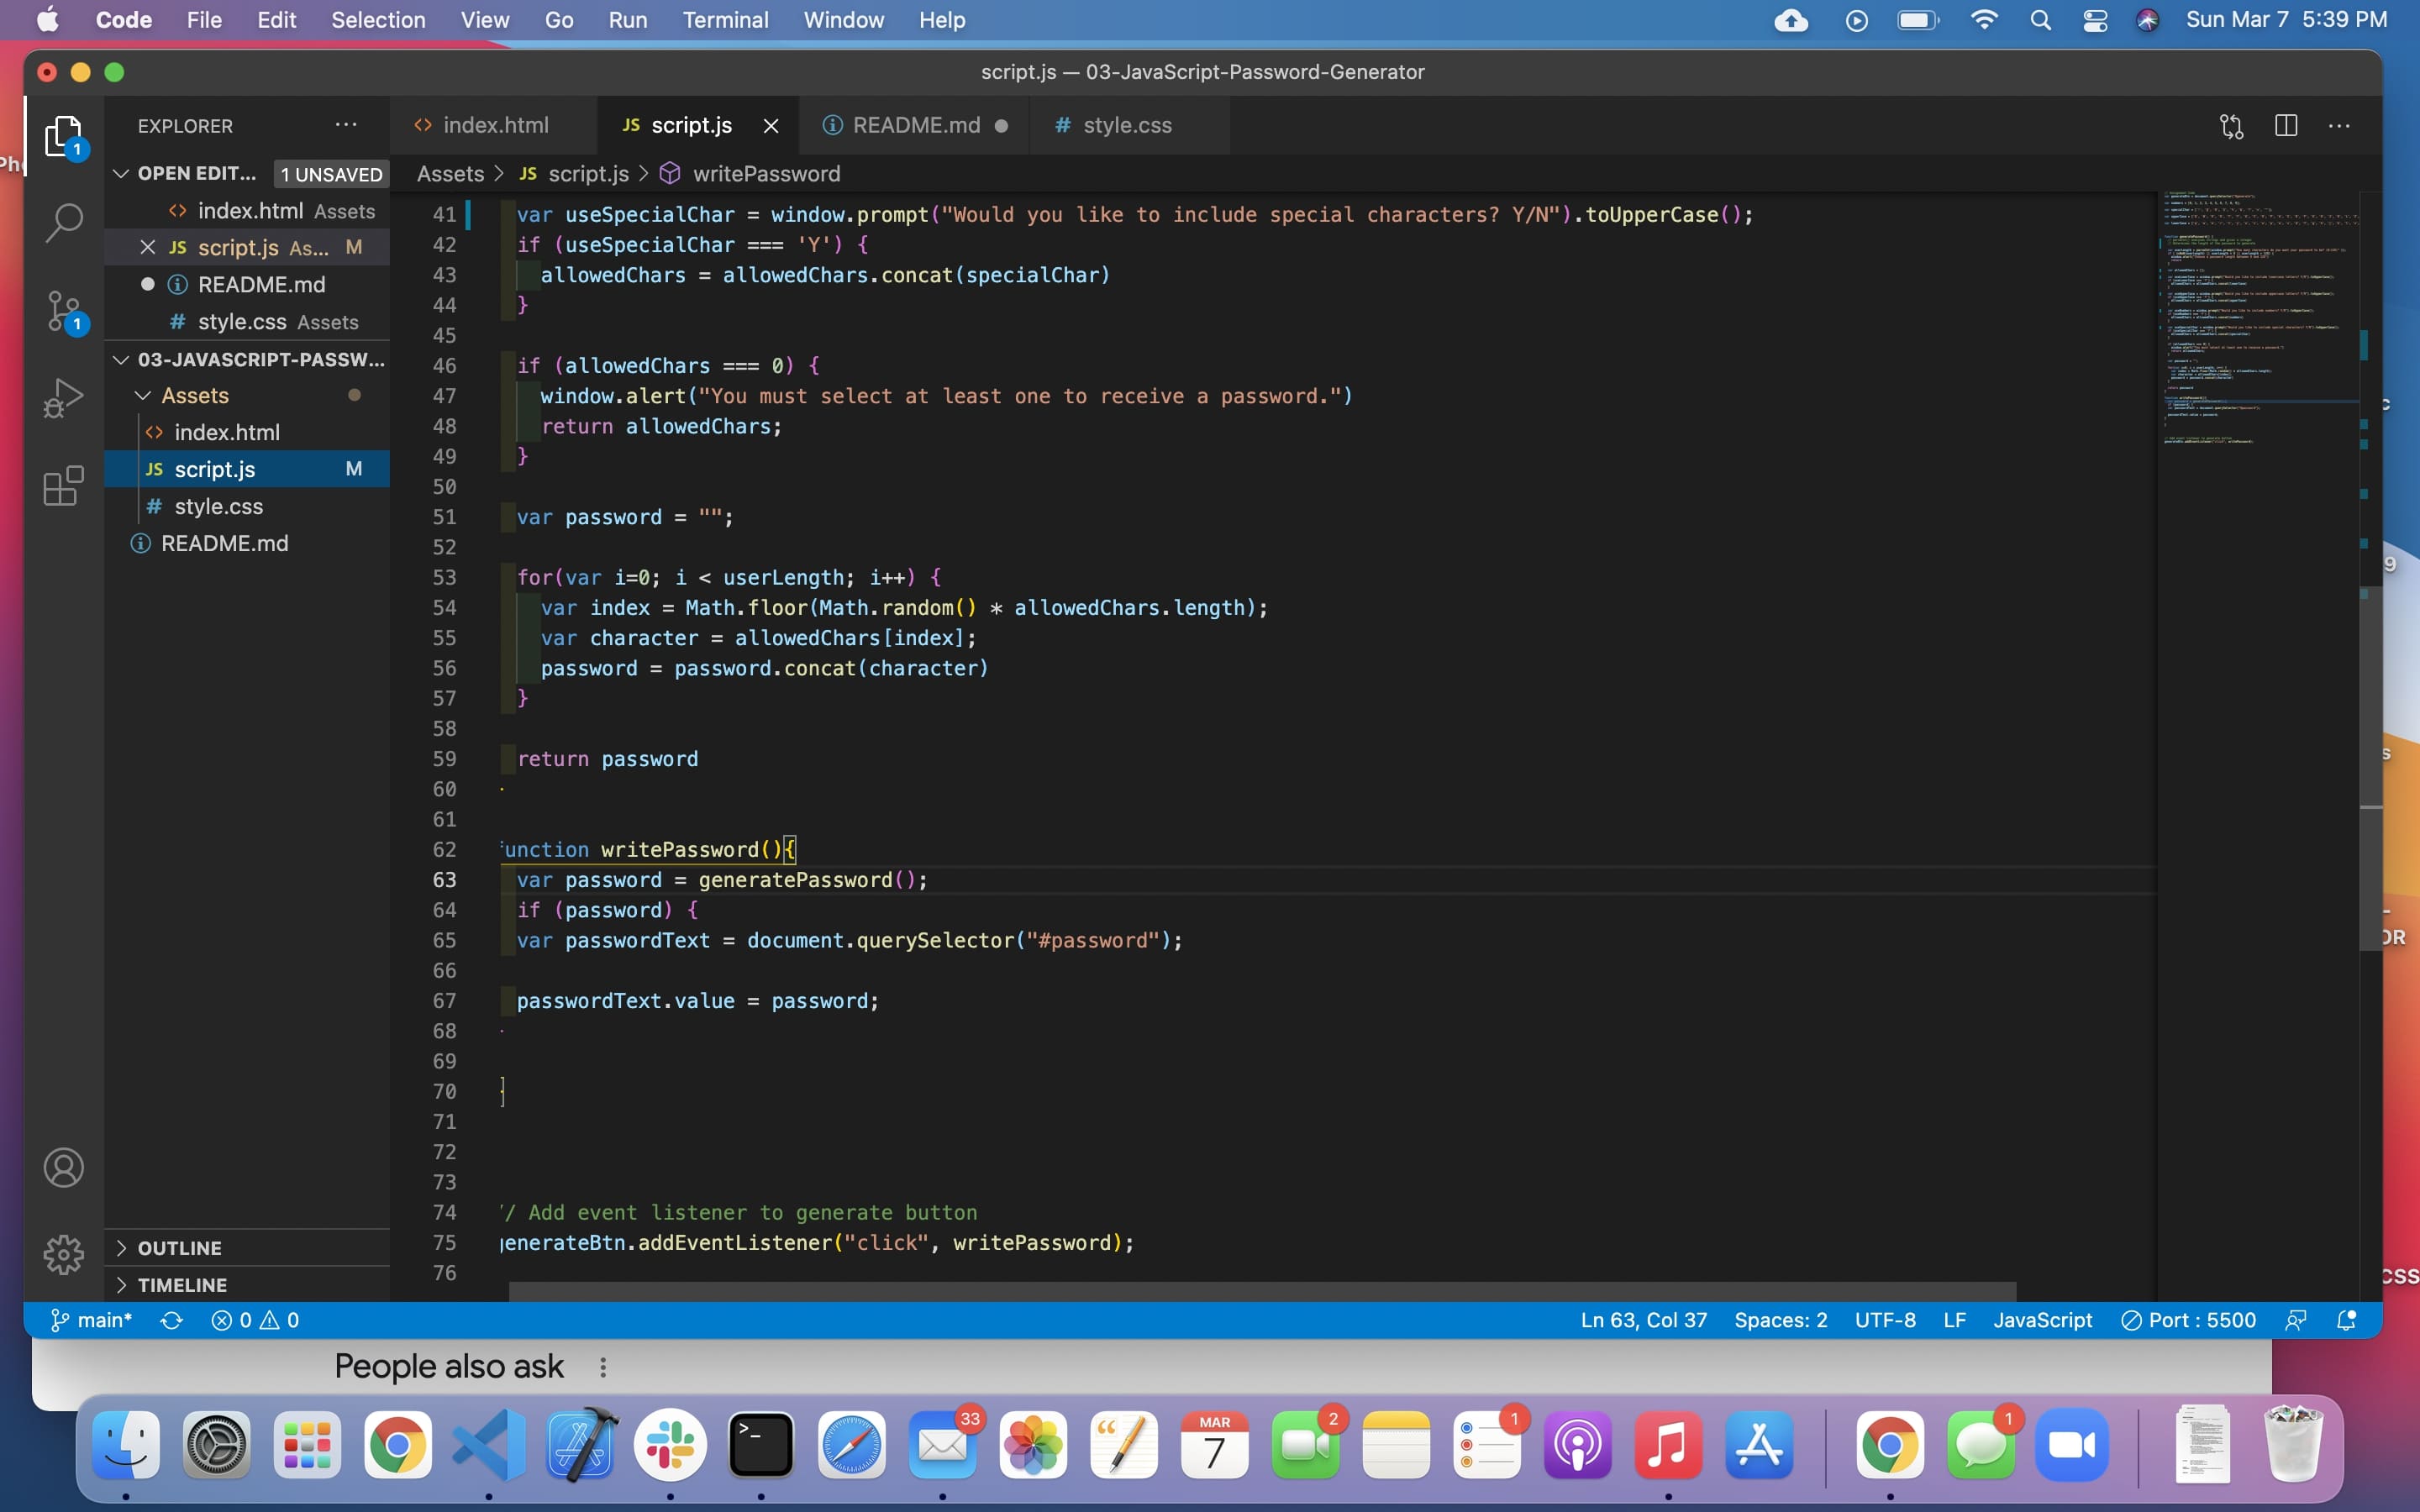 Code File Edit Selection View Go Run Terminal Window Help Sun Mar 7 5:39 PM
script.js — 03-JavaScript-Password-Generator
EXPLORER
index.html JS script.js README.md # style.css
OPEN EDIT... 1 UNSAVED
Assets > JS script.js > writePassword
index.html Assets
JS script.js As... M
README.md
# style.css Assets
03-JAVASCRIPT-PASSW...
Assets
index.html
JS script.js M
# style.css
README.md
OUTLINE
TIMELINE
41 var useSpecialChar = window.prompt("Would you like to include special characters? Y/N").toUpperCase();
42 if (useSpecialChar === 'Y') {
43 allowedChars = allowedChars.concat(specialChar)
44 }
45
46 if (allowedChars === 0) {
47 window.alert("You must select at least one to receive a password.")
48 return allowedChars;
49 }
50
51 var password = "";
52
53 for(var i=0; i < userLength; i++) {
54 var index = Math.floor(Math.random() * allowedChars.length);
55 var character = allowedChars[index];
56 password = password.concat(character)
57 }
58
59 return password
60
61
62 unction writePassword(){
63 var password = generatePassword();
64 if (password) {
65 var passwordText = document.querySelector("#password");
66
67 passwordText.value = password;
68
69
70 }
71
72
73
74 // Add event listener to generate button
75 enerateBtn.addEventListener("click", writePassword);
76
main* 0 0 Ln 63, Col 37 Spaces: 2 UTF-8 LF JavaScript Port : 5500
People also ask
33
MAR
7
2
1
1